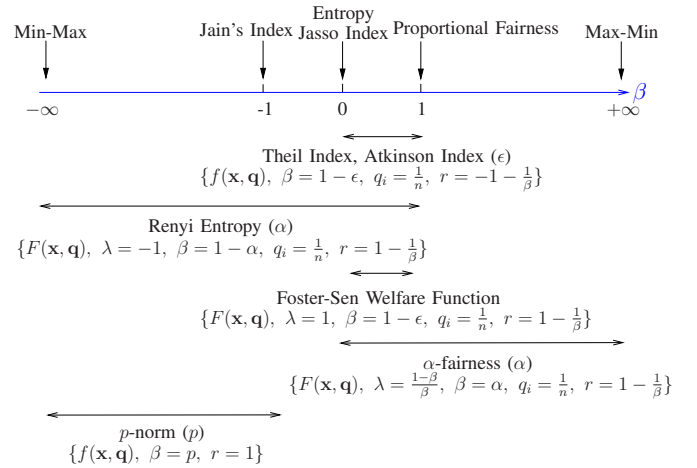 Entropy
Min-Max Jain's Index Jasso Index Proportional Fairness Max-Min
β
−∞ -1 0 1 +∞
Theil Index, Atkinson Index (ϵ)
{f(x, q), β = 1 − ϵ, q_i = 1/n, r = −1 − 1/β}
Renyi Entropy (α)
{F(x, q), λ = −1, β = 1 − α, q_i = 1/n, r = 1 − 1/β}
Foster-Sen Welfare Function
{F(x, q), λ = 1, β = 1 − ϵ, q_i = 1/n, r = 1 − 1/β}
α-fairness (α)
{F(x, q), λ = (1−β)/β, β = α, q_i = 1/n, r = 1 − 1/β}
p-norm (p)
{f(x, q), β = p, r = 1}